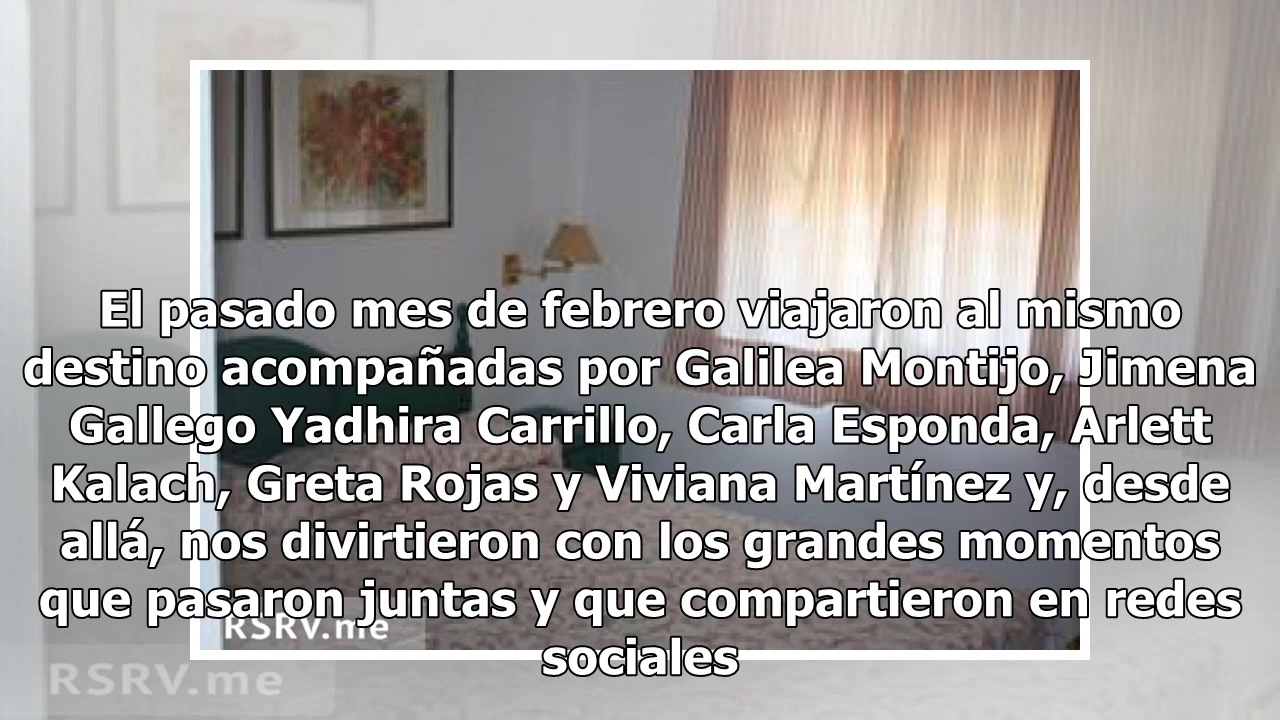 El pasado mes de febrero viajaron al mismo
destino acompañadas por Galilea Montijo, Jimena
Gallego Yadhira Carrillo, Carla Esponda, Arlett
Kalach, Greta Rojas y Viviana Martínez y, desde
allá, nos divirtieron con los grandes momentos
que pasaron juntas y que compartieron en redes
sociales
RSRV.me
RSRV.me